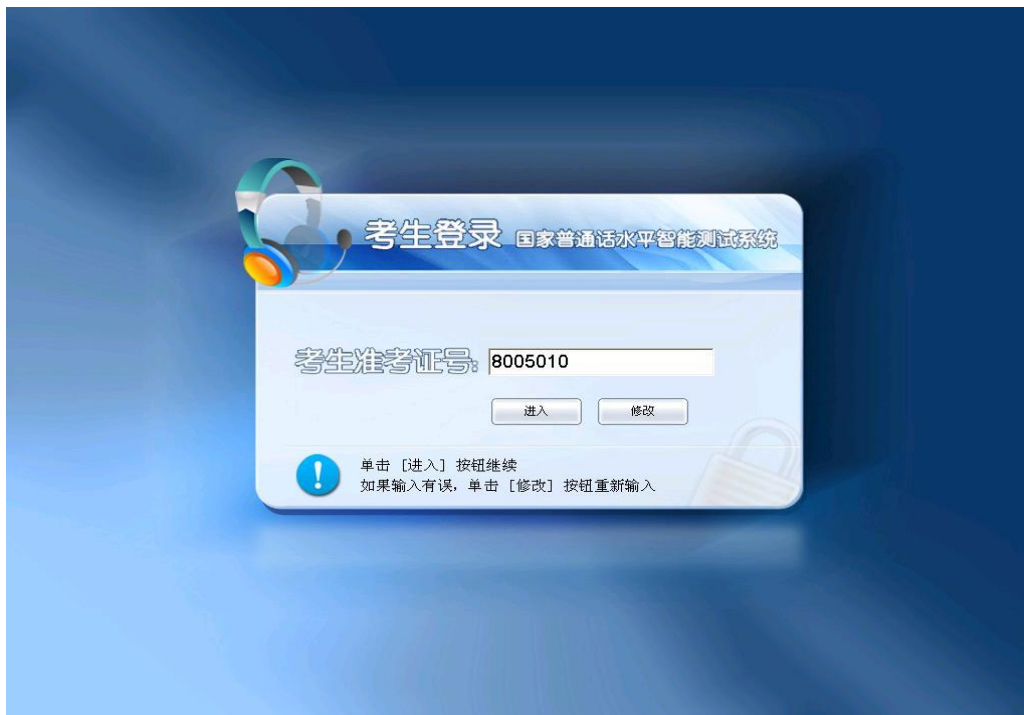 考生登录 国家普通话水平智能测试系统
考生准考证号: 8005010
进入 修改
单击 [进入] 按钮继续
如果输入有误, 单击 [修改] 按钮重新输入